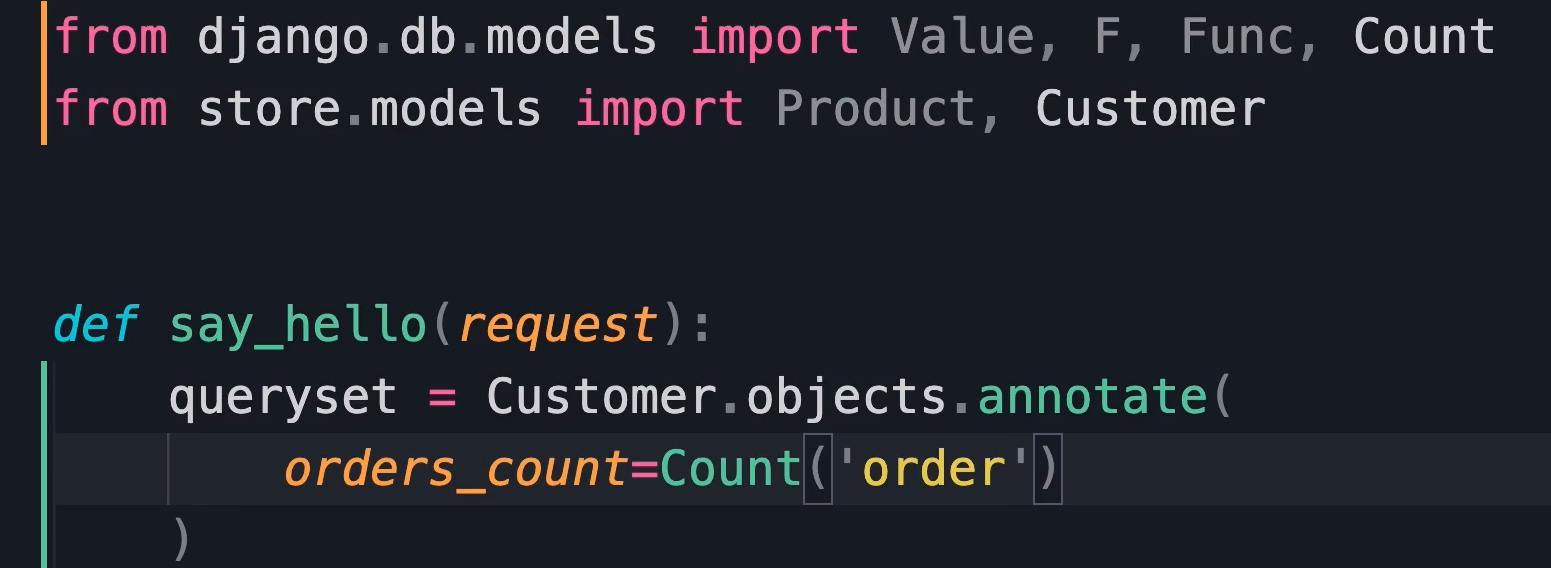 from django.db.models import Value, F, Func, Count
from store.models import Product, Customer
def say_hello(request):
    queryset = Customer.objects.annotate(
        orders_count=Count('order')
    )